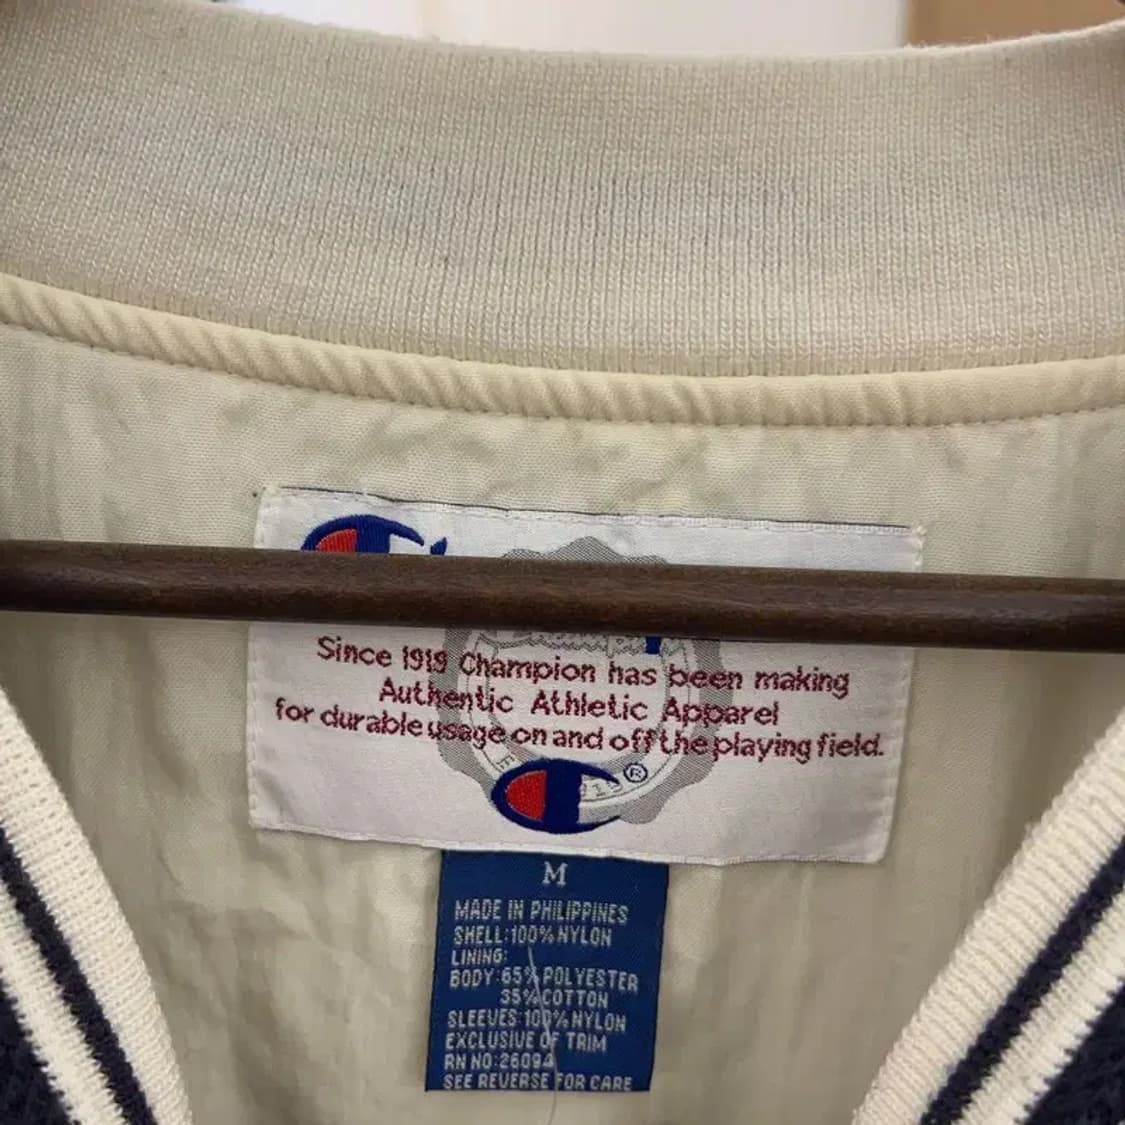 Since 1919 Champion has been making
Authentic Athletic Apparel
for durable usage on and off the playing field.
®
M
MADE IN PHILIPPINES
SHELL:100% NYLON
LINING:
BODY:65% POLYESTER
35% COTTON
SLEEVES:100% NYLON
EXCLUSIVE OF TRIM
RN NO:26094
SEE REVERSE FOR CARE